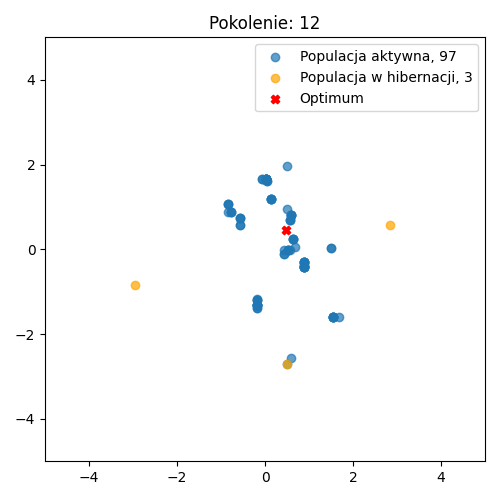 Pokolenie: 12
Populacja aktywna, 97
Populacja w hibernacji, 3
Optimum
4
2
0
−2
−4
−4
−2
0
2
4